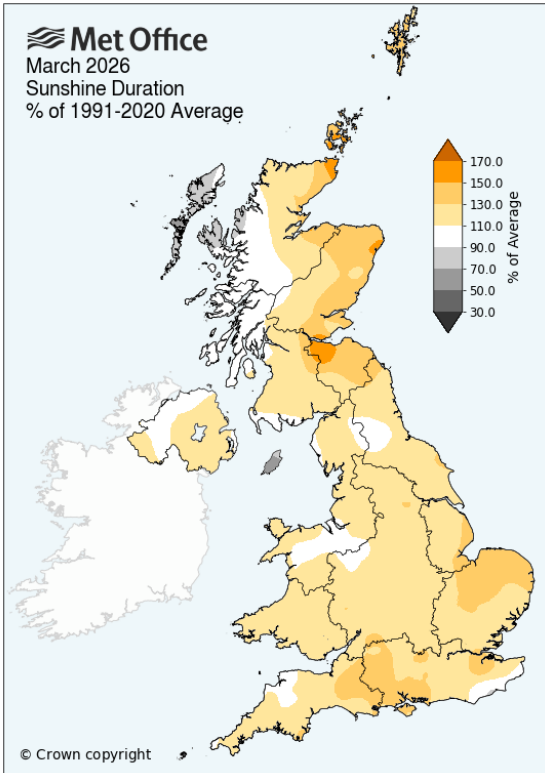 Met Office
March 2026
Sunshine Duration
% of 1991-2020 Average
170.0
150.0
130.0
110.0
90.0
70.0
50.0
30.0
% of Average
© Crown copyright